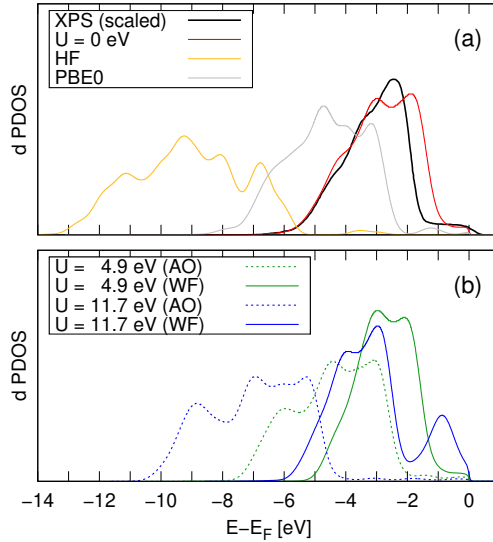 XPS (scaled)
U = 0 eV
HF
PBE0
(a)
d PDOS
U = 4.9 eV (AO)
U = 4.9 eV (WF)
U = 11.7 eV (AO)
U = 11.7 eV (WF)
(b)
d PDOS
−14 −12 −10 −8 −6 −4 −2 0
E−E_F [eV]